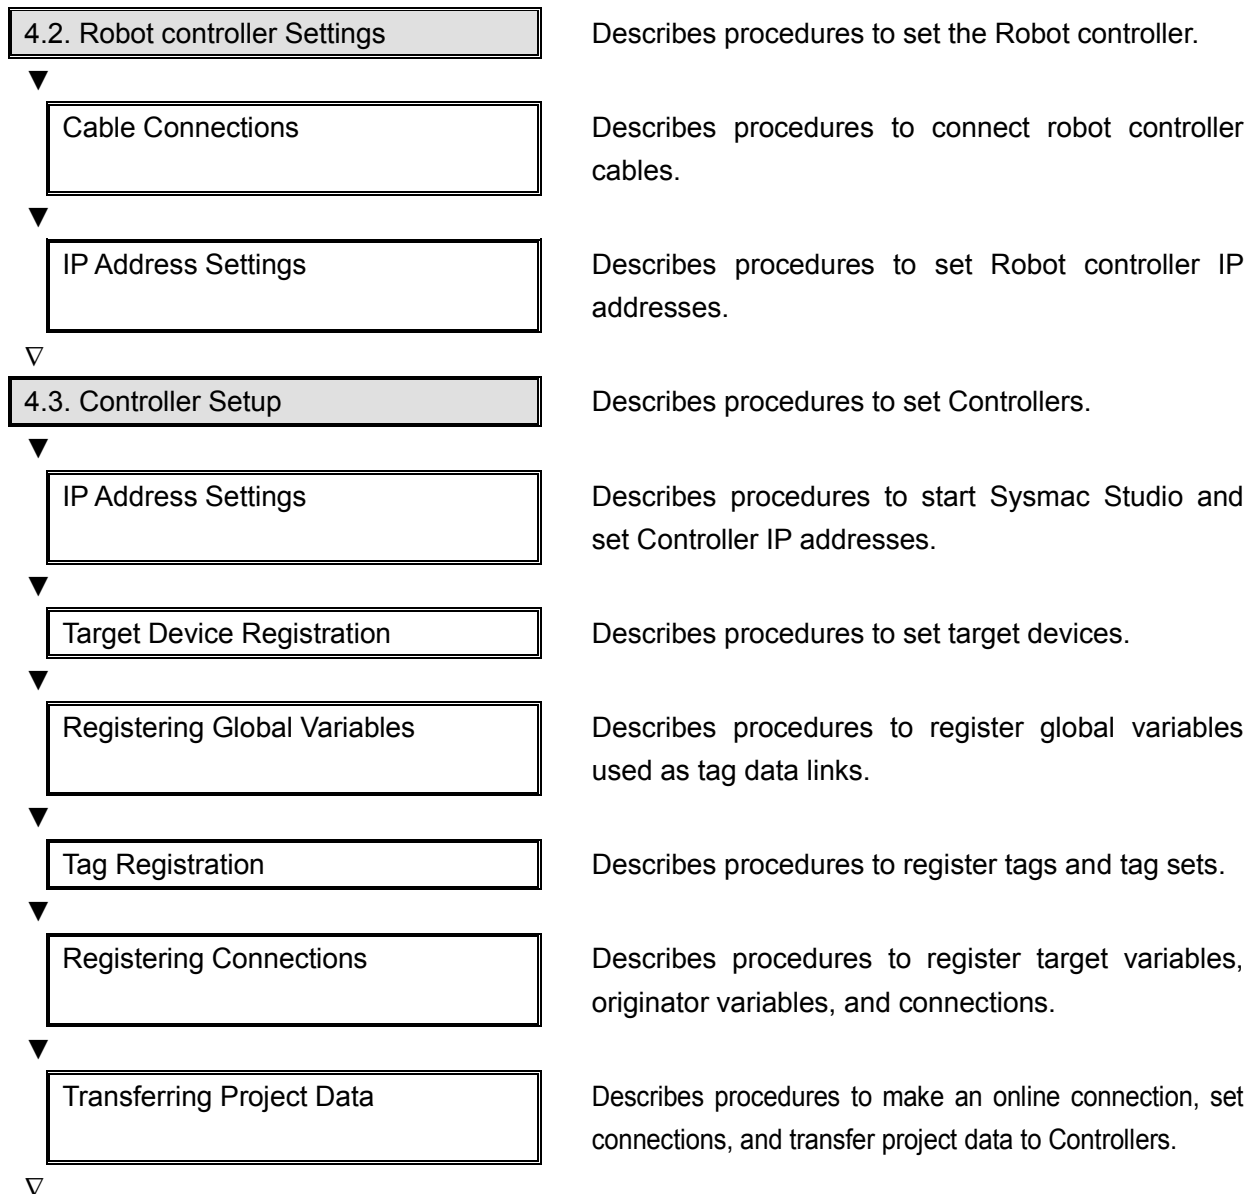 4.2. Robot controller Settings
Describes procedures to set the Robot controller.
▼
Cable Connections
Describes procedures to connect robot controller
cables.
▼
IP Address Settings
Describes procedures to set Robot controller IP
addresses.
∇
4.3. Controller Setup
Describes procedures to set Controllers.
▼
IP Address Settings
Describes procedures to start Sysmac Studio and
set Controller IP addresses.
▼
Target Device Registration
Describes procedures to set target devices.
▼
Registering Global Variables
Describes procedures to register global variables
used as tag data links.
▼
Tag Registration
Describes procedures to register tags and tag sets.
▼
Registering Connections
Describes procedures to register target variables,
originator variables, and connections.
▼
Transferring Project Data
Describes procedures to make an online connection, set
connections, and transfer project data to Controllers.
∇